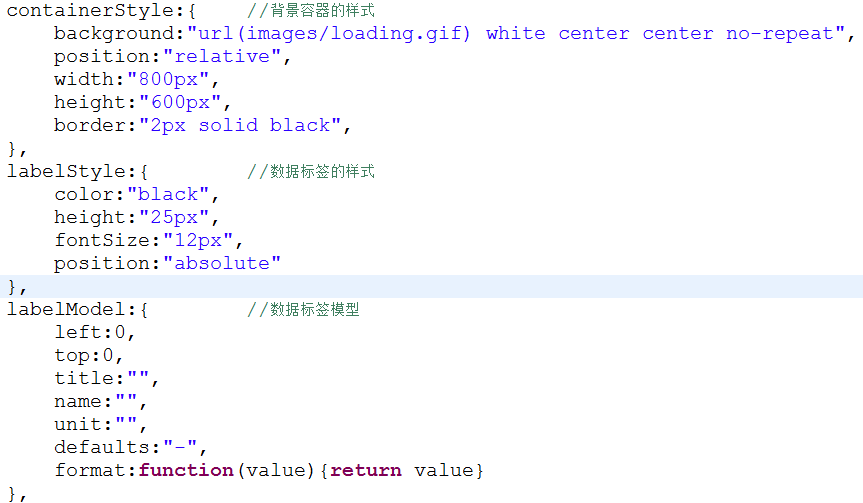 containerStyle:{    //背景容器的样式
    background:"url(images/loading.gif) white center center no-repeat",
    position:"relative",
    width:"800px",
    height:"600px",
    border:"2px solid black",
},
labelStyle:{        //数据标签的样式
    color:"black",
    height:"25px",
    fontSize:"12px",
    position:"absolute"
},
labelModel:{        //数据标签模型
    left:0,
    top:0,
    title:"",
    name:"",
    unit:"",
    defaults:"-",
    format:function(value){return value}
},